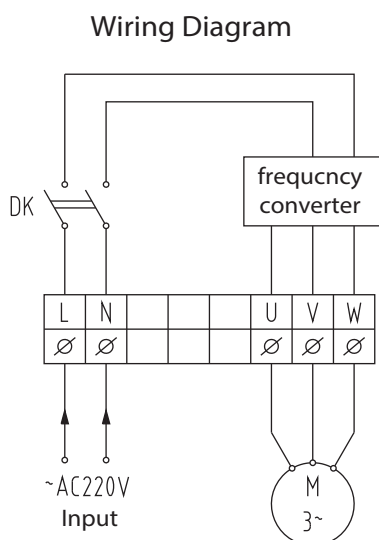 Wiring Diagram
frequcncy
converter
DK
L N U V W
~AC220V
Input
M
3~